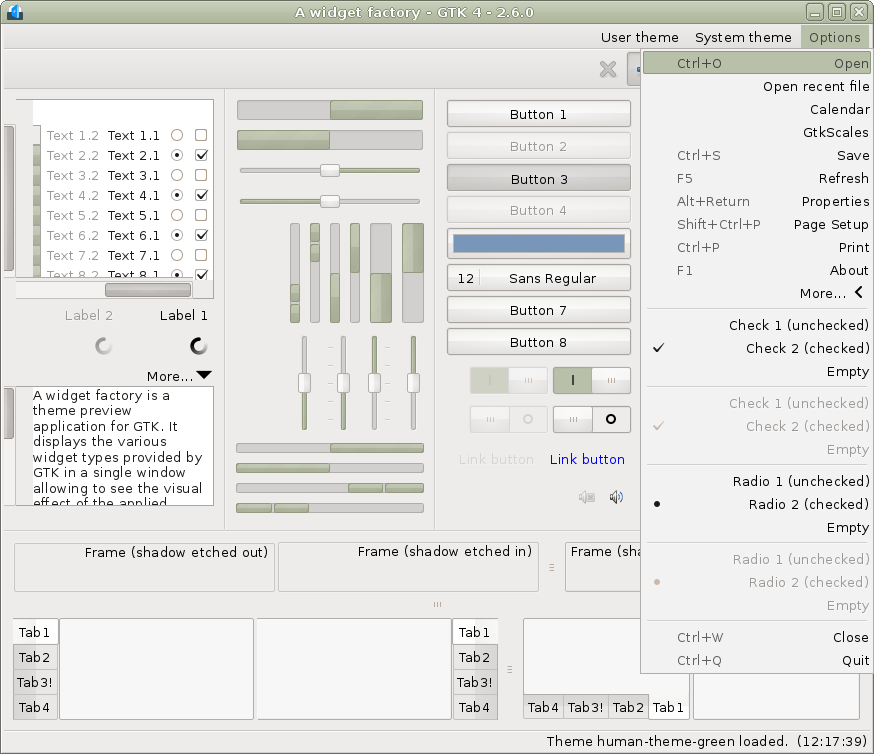 A widget factory - GTK 4 - 2.6.0
User theme System theme Options
Ctrl+O Open
Open recent file
Calendar
GtkScales
Ctrl+S Save
F5 Refresh
Alt+Return Properties
Shift+Ctrl+P Page Setup
Ctrl+P Print
F1 About
More...
Check 1 (unchecked)
Check 2 (checked)
Empty
Check 1 (unchecked)
Check 2 (checked)
Empty
Radio 1 (unchecked)
Radio 2 (checked)
Empty
Radio 1 (unchecked)
Radio 2 (checked)
Empty
Ctrl+W Close
Ctrl+Q Quit
Text 1.2 Text 1.1
Text 2.2 Text 2.1
Text 3.2 Text 3.1
Text 4.2 Text 4.1
Text 5.2 Text 5.1
Text 6.2 Text 6.1
Text 7.2 Text 7.1
Text 8.2 Text 8.1
Label 2 Label 1
More...
A widget factory is a
theme preview
application for GTK. It
displays the various
widget types provided by
GTK in a single window
allowing to see the visual
effect of the applied
Button 1
Button 2
Button 3
Button 4
12 Sans Regular
Button 7
Button 8
Link button Link button
Frame (shadow etched out)
Frame (shadow etched in)
Frame (sha
Tab1
Tab2
Tab3!
Tab4
Tab1
Tab2
Tab3!
Tab4
Tab4 Tab3! Tab2 Tab1
Theme human-theme-green loaded. (12:17:39)